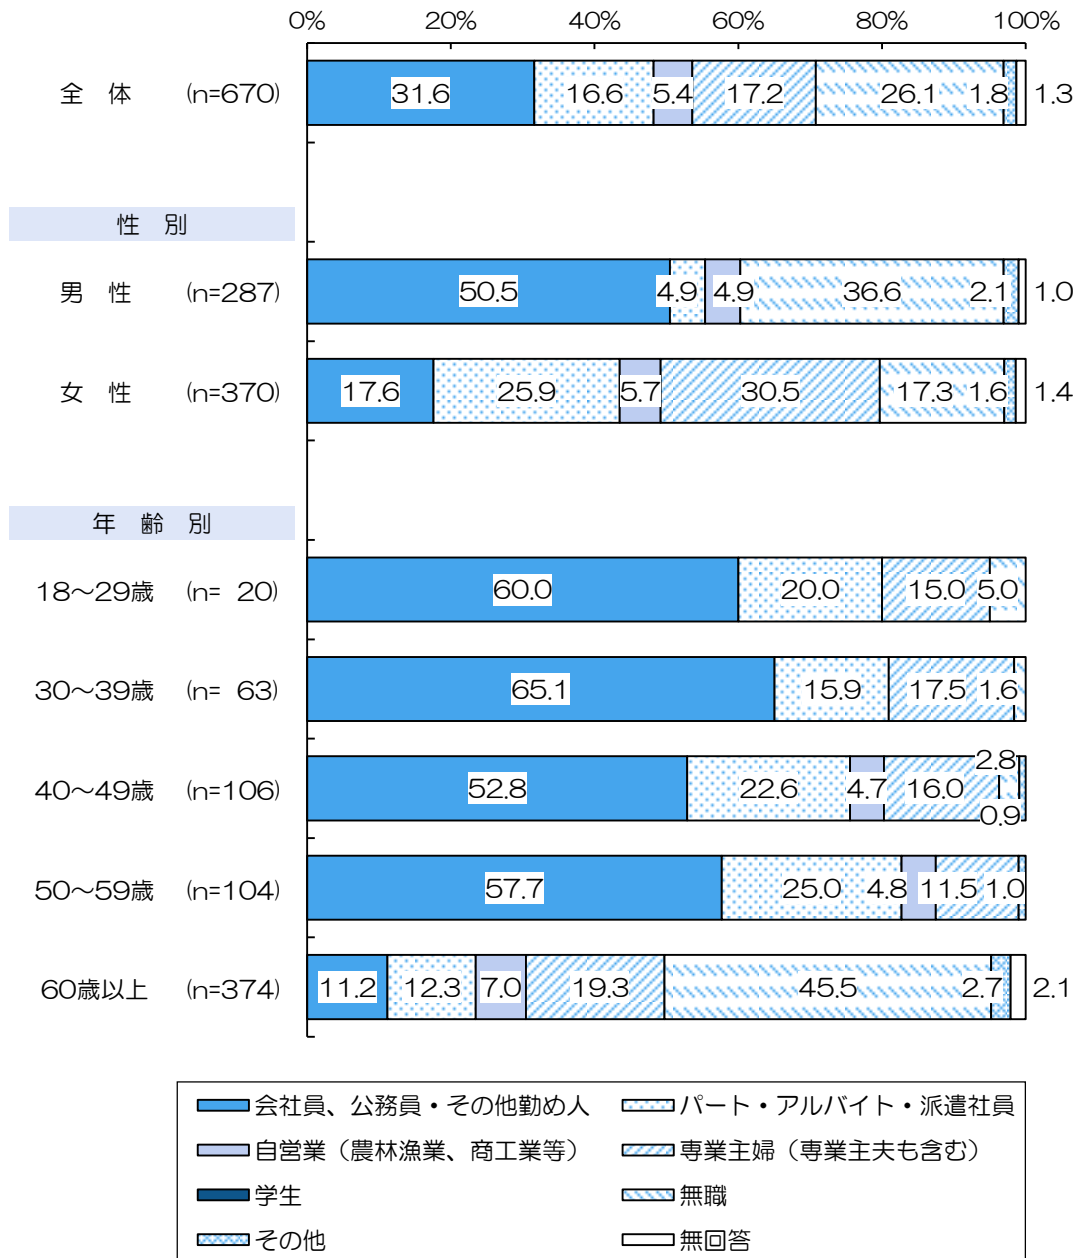 0% 20% 40% 60% 80% 100%
全 体 (n=670) 31.6 16.6 5.4 17.2 26.1 1.8 1.3
性 別
男 性 (n=287) 50.5 4.9 4.9 36.6 2.1 1.0
女 性 (n=370) 17.6 25.9 5.7 30.5 17.3 1.6 1.4
年 齢 別
18～29歳 (n= 20) 60.0 20.0 15.0 5.0
30～39歳 (n= 63) 65.1 15.9 17.5 1.6
40～49歳 (n=106) 52.8 22.6 4.7 16.0 2.8 0.9
50～59歳 (n=104) 57.7 25.0 4.8 11.5 1.0
60歳以上 (n=374) 11.2 12.3 7.0 19.3 45.5 2.7 2.1
会社員、公務員・その他勤め人 パート・アルバイト・派遣社員
自営業（農林漁業、商工業等） 専業主婦（専業主夫も含む）
学生 無職
その他 無回答